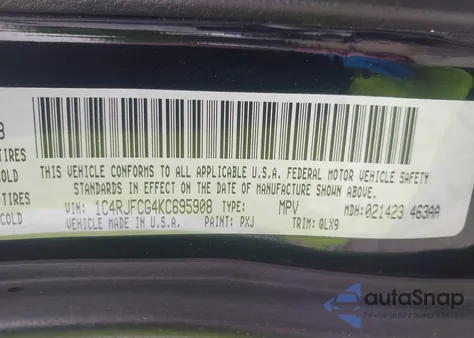 8
TIRES
COLD
TIRES
COLD
THIS VEHICLE CONFORMS TO ALL APPLICABLE U.S.A. FEDERAL MOTOR VEHICLE SAFETY
STANDARDS IN EFFECT ON THE DATE OF MANUFACTURE SHOWN ABOVE.
VIN: 1C4RJFCG4KC695908 TYPE: MPV MDH:021423 463AA
VEHICLE MADE IN U.S.A. PAINT: PXJ TRIM: QLX9
autoSnap